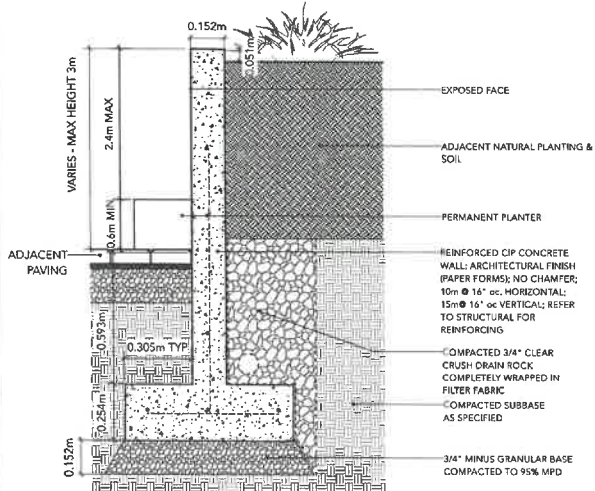 0.152m
0.051m
VARIES - MAX HEIGHT 3m
2.4m MAX
0.6m MIN
ADJACENT
PAVING
0.593m
0.305m TYP.
0.254m
0.152m
EXPOSED FACE
ADJACENT NATURAL PLANTING &
SOIL
PERMANENT PLANTER
REINFORCED CIP CONCRETE
WALL; ARCHITECTURAL FINISH
(PAPER FORMS); NO CHAMFER;
10m @ 16" oc. HORIZONTAL;
15m@ 16" oc VERTICAL; REFER
TO STRUCTURAL FOR
REINFORCING
COMPACTED 3/4" CLEAR
CRUSH DRAIN ROCK
COMPLETELY WRAPPED IN
FILTER FABRIC
COMPACTED SUBBASE
AS SPECIFIED
3/4" MINUS GRANULAR BASE
COMPACTED TO 95% MPD